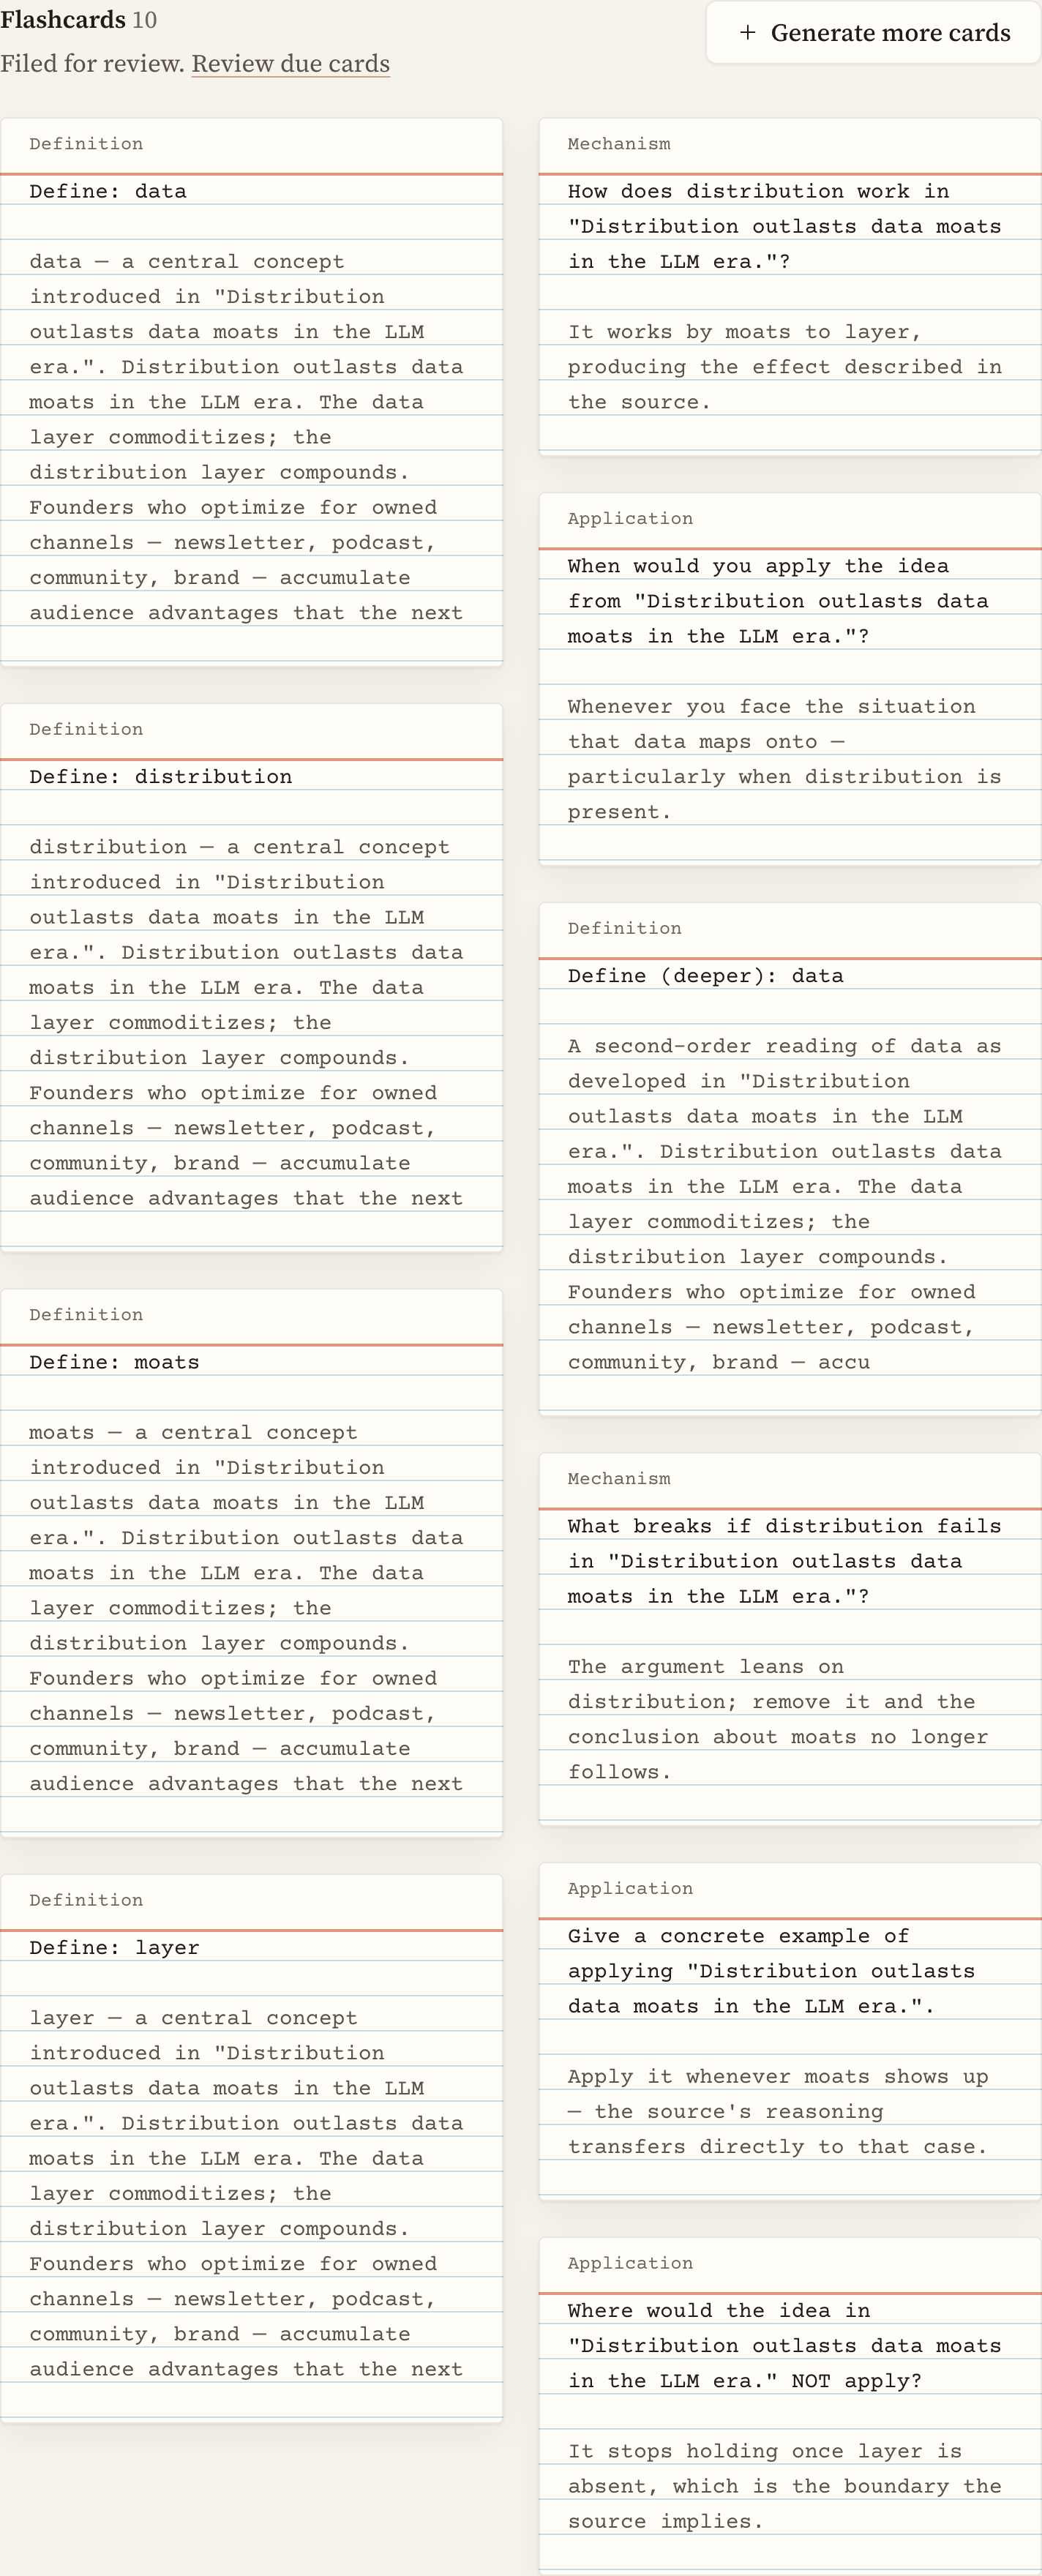 Flashcards 10
+ Generate more cards
Filed for review. Review due cards
Definition
Define: data
data — a central concept
introduced in "Distribution
outlasts data moats in the LLM
era.". Distribution outlasts data
moats in the LLM era. The data
layer commoditizes; the
distribution layer compounds.
Founders who optimize for owned
channels — newsletter, podcast,
community, brand — accumulate
audience advantages that the next
Definition
Define: distribution
distribution — a central concept
introduced in "Distribution
outlasts data moats in the LLM
era.". Distribution outlasts data
moats in the LLM era. The data
layer commoditizes; the
distribution layer compounds.
Founders who optimize for owned
channels — newsletter, podcast,
community, brand — accumulate
audience advantages that the next
Definition
Define: moats
moats — a central concept
introduced in "Distribution
outlasts data moats in the LLM
era.". Distribution outlasts data
moats in the LLM era. The data
layer commoditizes; the
distribution layer compounds.
Founders who optimize for owned
channels — newsletter, podcast,
community, brand — accumulate
audience advantages that the next
Definition
Define: layer
layer — a central concept
introduced in "Distribution
outlasts data moats in the LLM
era.". Distribution outlasts data
moats in the LLM era. The data
layer commoditizes; the
distribution layer compounds.
Founders who optimize for owned
channels — newsletter, podcast,
community, brand — accumulate
audience advantages that the next
Mechanism
How does distribution work in
"Distribution outlasts data moats
in the LLM era."?
It works by moats to layer,
producing the effect described in
the source.
Application
When would you apply the idea
from "Distribution outlasts data
moats in the LLM era."?
Whenever you face the situation
that data maps onto —
particularly when distribution is
present.
Definition
Define (deeper): data
A second-order reading of data as
developed in "Distribution
outlasts data moats in the LLM
era.". Distribution outlasts data
moats in the LLM era. The data
layer commoditizes; the
distribution layer compounds.
Founders who optimize for owned
channels — newsletter, podcast,
community, brand — accu
Mechanism
What breaks if distribution fails
in "Distribution outlasts data
moats in the LLM era."?
The argument leans on
distribution; remove it and the
conclusion about moats no longer
follows.
Application
Give a concrete example of
applying "Distribution outlasts
data moats in the LLM era.".
Apply it whenever moats shows up
— the source's reasoning
transfers directly to that case.
Application
Where would the idea in
"Distribution outlasts data moats
in the LLM era." NOT apply?
It stops holding once layer is
absent, which is the boundary the
source implies.